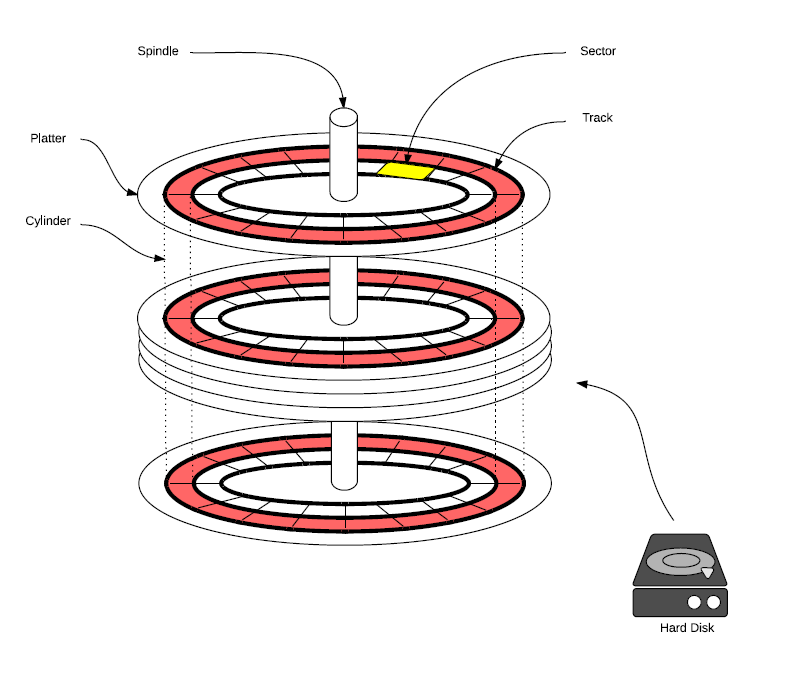 Spindle
Sector
Track
Platter
Cylinder
Hard Disk